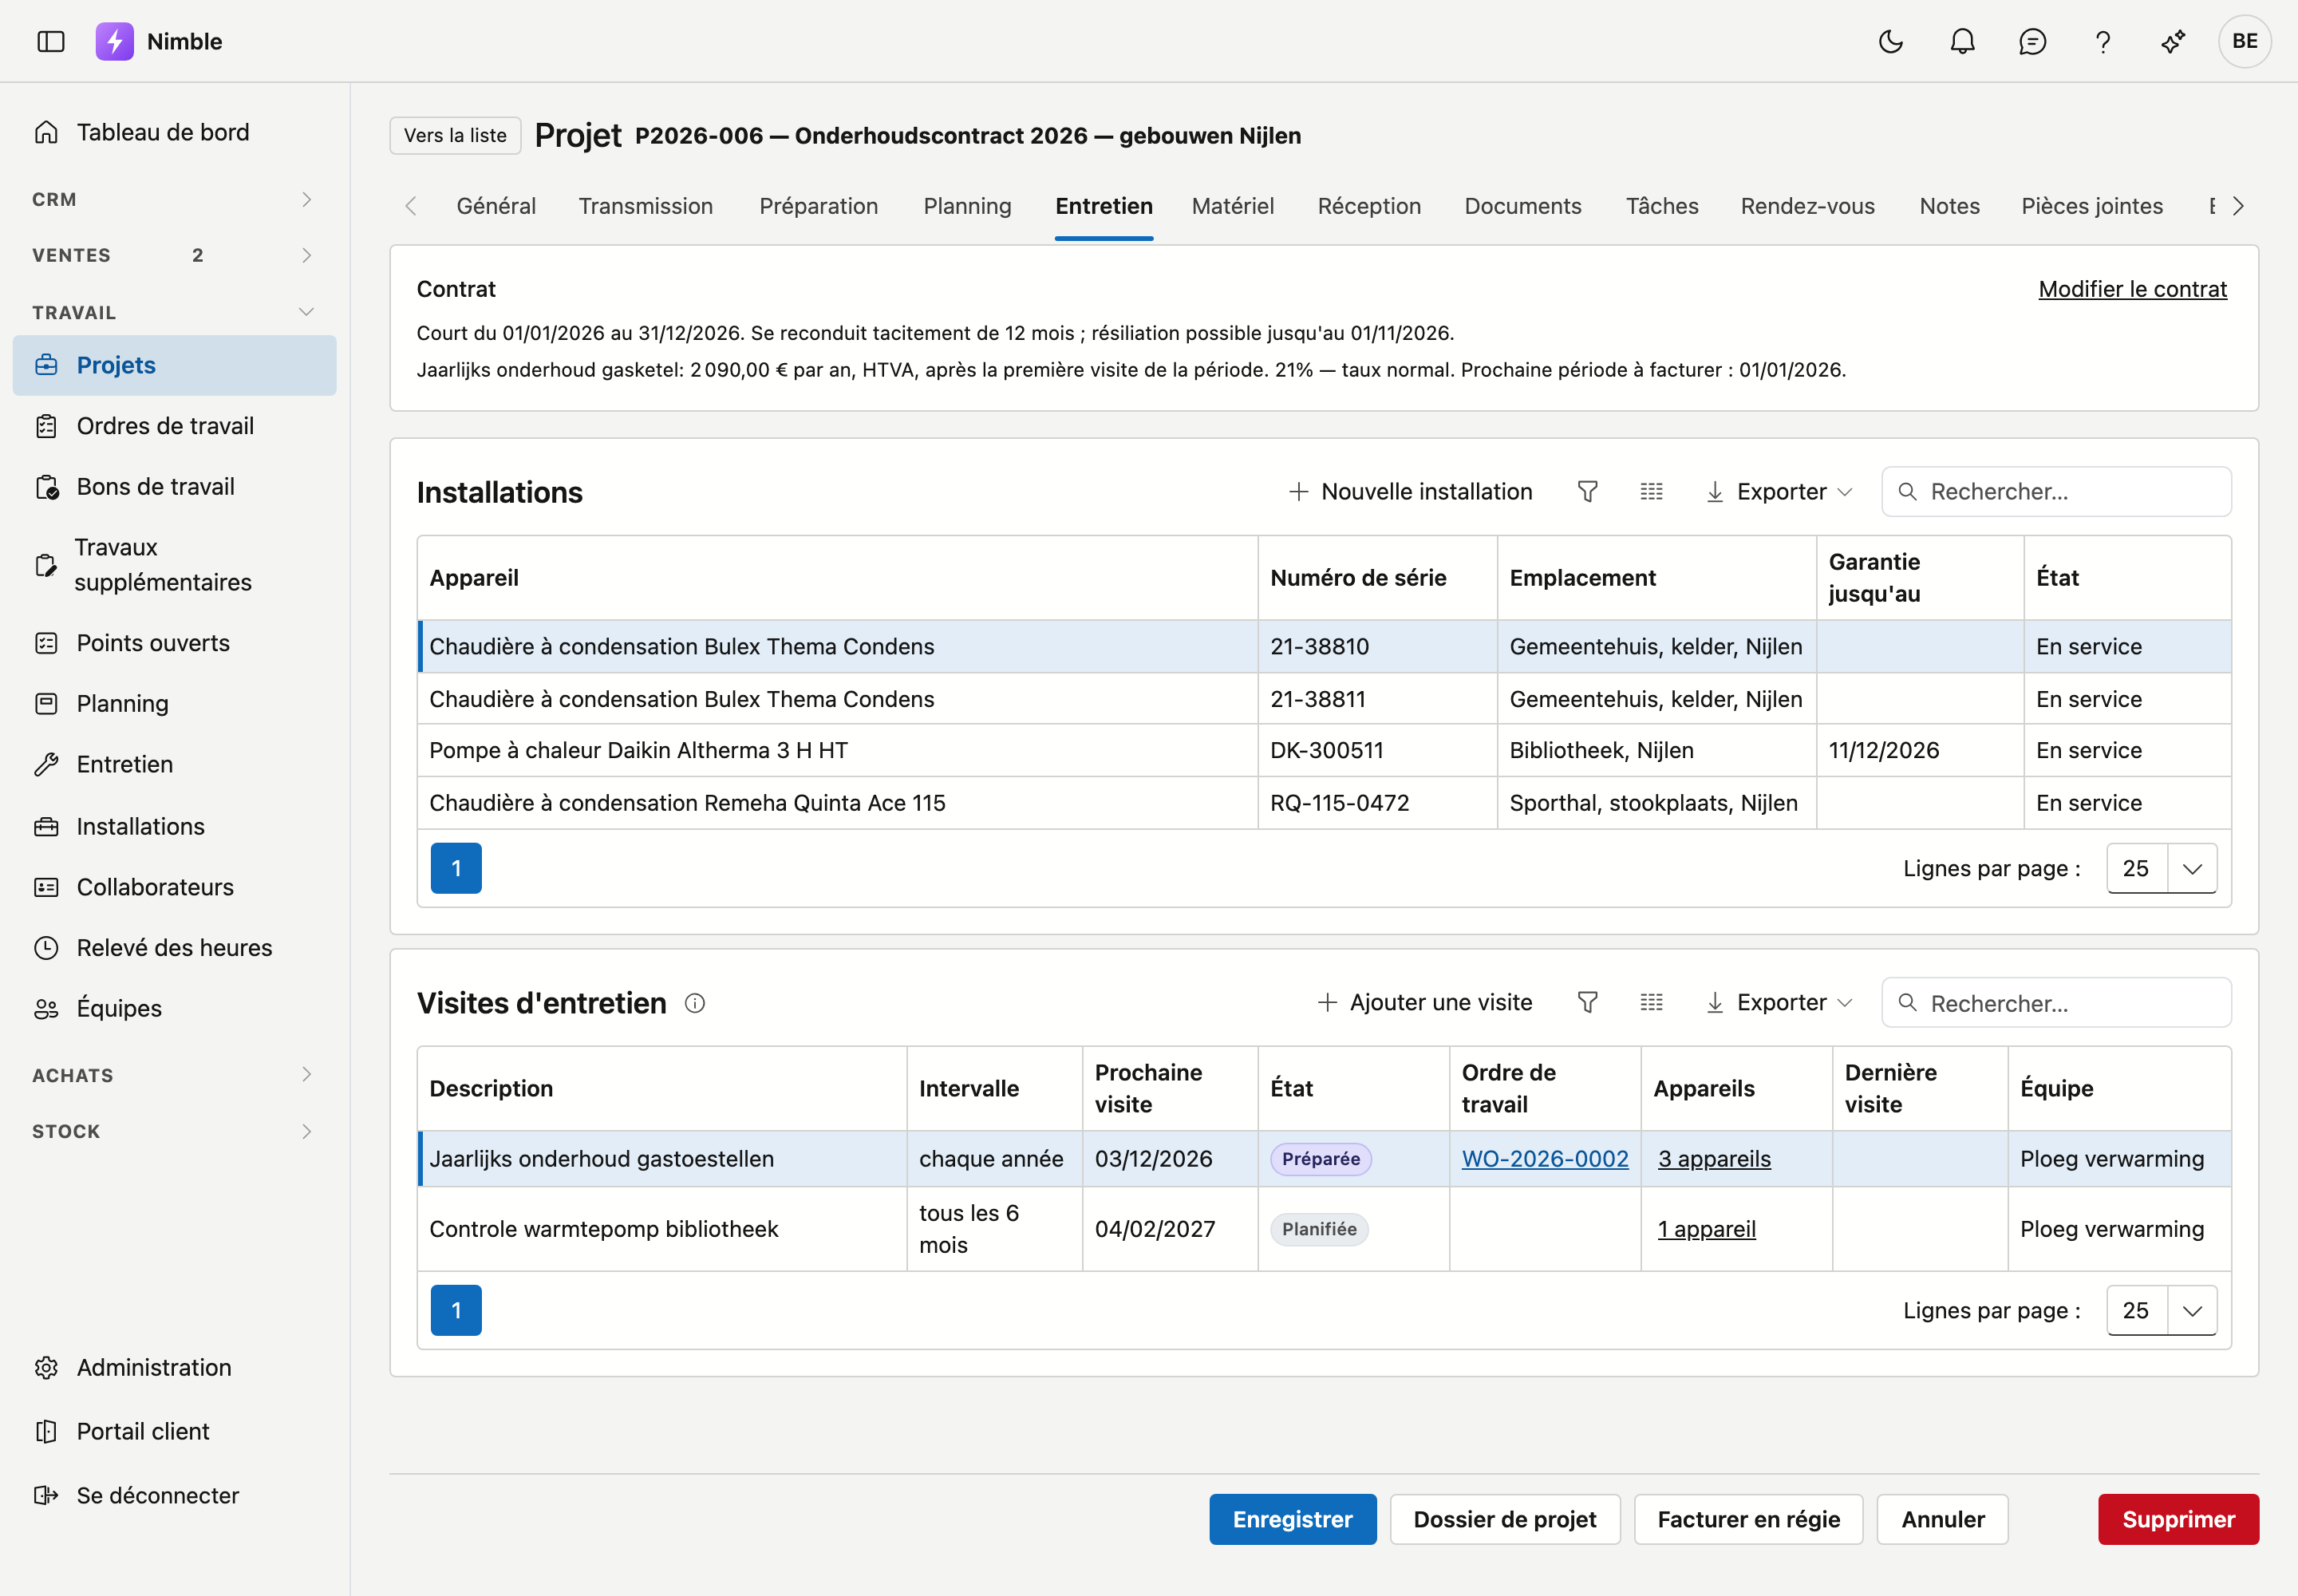 Nimble
BE
Tableau de bord
CRM
VENTES 2
TRAVAIL
Projets
Ordres de travail
Bons de travail
Travaux
supplémentaires
Points ouverts
Planning
Entretien
Installations
Collaborateurs
Relevé des heures
Équipes
ACHATS
STOCK
Administration
Portail client
Se déconnecter
Vers la liste Projet P2026-006 — Onderhoudscontract 2026 — gebouwen Nijlen
Général Transmission Préparation Planning Entretien Matériel Réception Documents Tâches Rendez-vous Notes Pièces jointes
Contrat Modifier le contrat
Court du 01/01/2026 au 31/12/2026. Se reconduit tacitement de 12 mois ; résiliation possible jusqu'au 01/11/2026.
Jaarlijks onderhoud gasketel: 2 090,00 € par an, HTVA, après la première visite de la période. 21% — taux normal. Prochaine période à facturer : 01/01/2026.
Installations Nouvelle installation Exporter Rechercher...
Appareil Numéro de série Emplacement Garantie jusqu'au État
Chaudière à condensation Bulex Thema Condens 21-38810 Gemeentehuis, kelder, Nijlen En service
Chaudière à condensation Bulex Thema Condens 21-38811 Gemeentehuis, kelder, Nijlen En service
Pompe à chaleur Daikin Altherma 3 H HT DK-300511 Bibliotheek, Nijlen 11/12/2026 En service
Chaudière à condensation Remeha Quinta Ace 115 RQ-115-0472 Sporthal, stookplaats, Nijlen En service
1 Lignes par page : 25
Visites d'entretien Ajouter une visite Exporter Rechercher...
Description Intervalle Prochaine visite État Ordre de travail Appareils Dernière visite Équipe
Jaarlijks onderhoud gastoestellen chaque année 03/12/2026 Préparée WO-2026-0002 3 appareils Ploeg verwarming
Controle warmtepomp bibliotheek tous les 6 mois 04/02/2027 Planifiée 1 appareil Ploeg verwarming
1 Lignes par page : 25
Enregistrer Dossier de projet Facturer en régie Annuler Supprimer